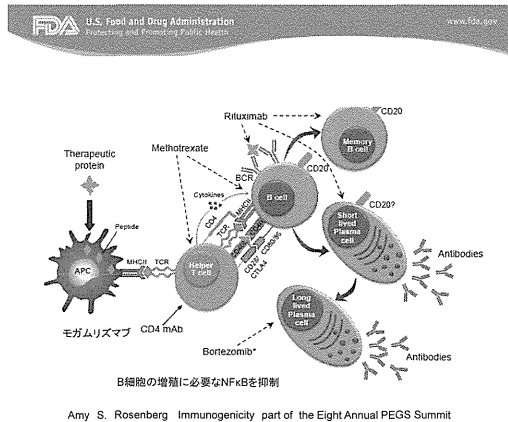 FDA U.S. Food and Drug Administration
Protecting and Promoting Public Health
www.fda.gov
Rituximab
CD20
Memory
B cell
Methotrexate
Therapeutic
protein
BCR
CD20
Cytokines
B cell
CD20?
Short
lived
Plasma
cell
CD4
TCR
MHCII
Peptide
MHCII
TCR
CD28/
CTLA4
CD80/86
Antibodies
APC
Helper
T cell
モガムリズマブ
CD4 mAb
Long
lived
Plasma
cell
Bortezomib*
Antibodies
B細胞の増殖に必要なNFκBを抑制
Amy S. Rosenberg Immunogenicity part of the Eight Annual PEGS Summit